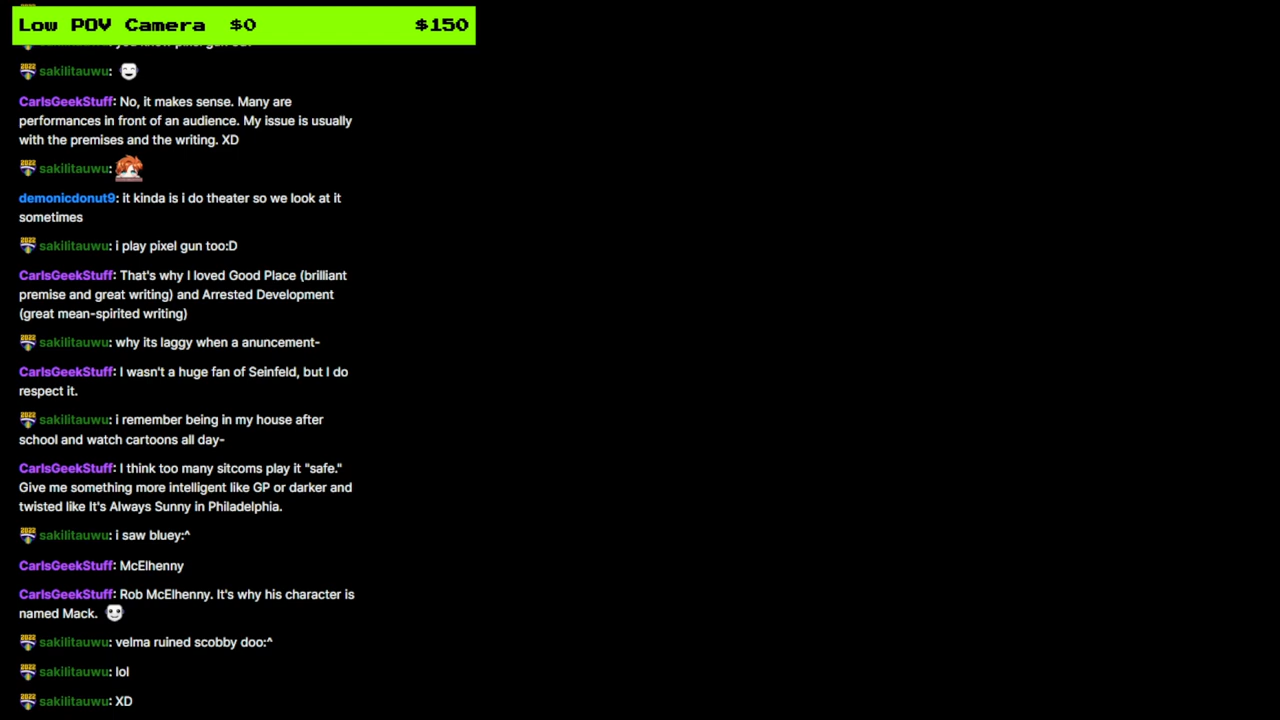 Low POV Camera $0 $150
sakilitauwu:
CarlsGeekStuff: No, it makes sense. Many are
performances in front of an audience. My issue is usually
with the premises and the writing. XD
sakilitauwu:
demonicdonut9: it kinda is i do theater so we look at it
sometimes
sakilitauwu: i play pixel gun too:D
CarlsGeekStuff: That's why I loved Good Place (brilliant
premise and great writing) and Arrested Development
(great mean-spirited writing)
sakilitauwu: why its laggy when a anuncement-
CarlsGeekStuff: I wasn't a huge fan of Seinfeld, but I do
respect it.
sakilitauwu: i remember being in my house after
school and watch cartoons all day-
CarlsGeekStuff: I think too many sitcoms play it "safe."
Give me something more intelligent like GP or darker and
twisted like It's Always Sunny in Philadelphia.
sakilitauwu: i saw bluey:^
CarlsGeekStuff: McElhenny
CarlsGeekStuff: Rob McElhenny. It's why his character is
named Mack.
sakilitauwu: velma ruined scobby doo:^
sakilitauwu: lol
sakilitauwu: XD